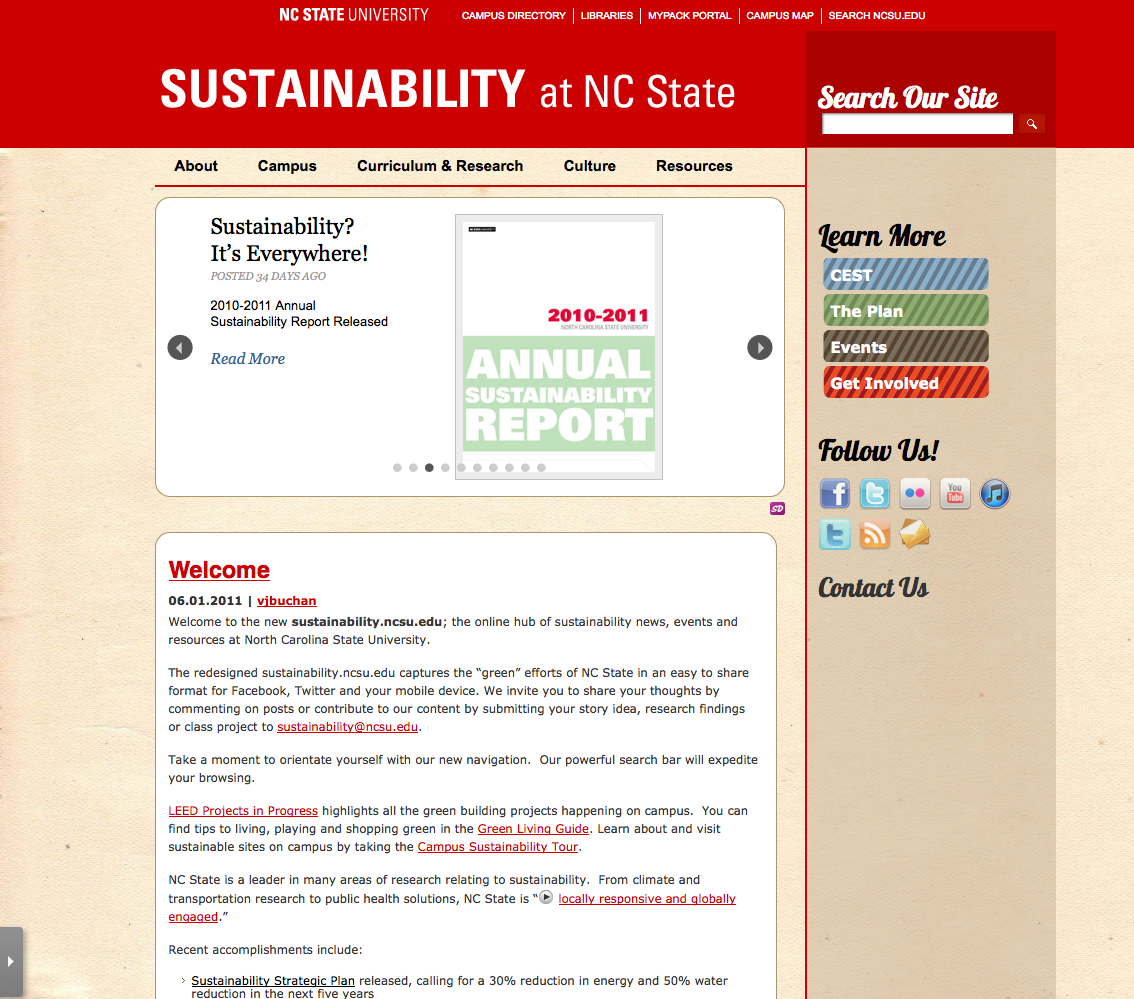 NC STATE UNIVERSITY
CAMPUS DIRECTORY
LIBRARIES
MYPACK PORTAL
CAMPUS MAP
SEARCH NCSU.EDU
SUSTAINABILITY at NC State
Search Our Site
About
Campus
Curriculum & Research
Culture
Resources
Sustainability?
It’s Everywhere!
POSTED 34 DAYS AGO
2010-2011 Annual
Sustainability Report Released
Read More
NC STATE UNIVERSITY
2010-2011
NORTH CAROLINA STATE UNIVERSITY
ANNUAL
SUSTAINABILITY
REPORT
SD
Learn More
CEST
The Plan
Events
Get Involved
Follow Us!
You
Tube
Contact Us
Welcome
06.01.2011 | vjbuchan
Welcome to the new sustainability.ncsu.edu; the online hub of sustainability news, events and
resources at North Carolina State University.
The redesigned sustainability.ncsu.edu captures the “green” efforts of NC State in an easy to share
format for Facebook, Twitter and your mobile device. We invite you to share your thoughts by
commenting on posts or contribute to our content by submitting your story idea, research findings
or class project to sustainability@ncsu.edu.
Take a moment to orientate yourself with our new navigation.  Our powerful search bar will expedite
your browsing.
LEED Projects in Progress highlights all the green building projects happening on campus.  You can
find tips to living, playing and shopping green in the Green Living Guide. Learn about and visit
sustainable sites on campus by taking the Campus Sustainability Tour.
NC State is a leader in many areas of research relating to sustainability.  From climate and
transportation research to public health solutions, NC State is “ locally responsive and globally
engaged.”
Recent accomplishments include:
Sustainability Strategic Plan released, calling for a 30% reduction in energy and 50% water
reduction in the next five years